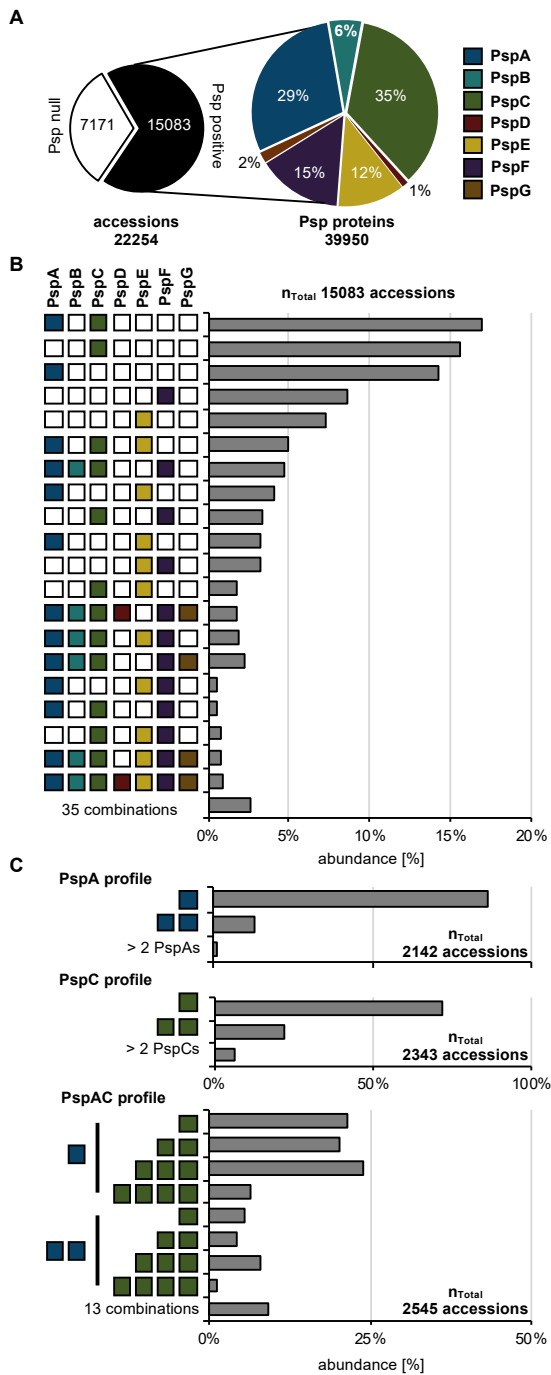 A
Psp null
7171
15083
Psp positive
accessions
22254
6%
29%
35%
2%
15%
12%
1%
Psp proteins
39950
PspA
PspB
PspC
PspD
PspE
PspF
PspG
B
PspA
PspB
PspC
PspD
PspE
PspF
PspG
nTotal 15083 accessions
35 combinations
0%
5%
10%
15%
20%
abundance [%]
C
PspA profile
> 2 PspAs
nTotal
2142 accessions
PspC profile
> 2 PspCs
nTotal
2343 accessions
0%
50%
100%
PspAC profile
13 combinations
nTotal
2545 accessions
0%
25%
50%
abundance [%]